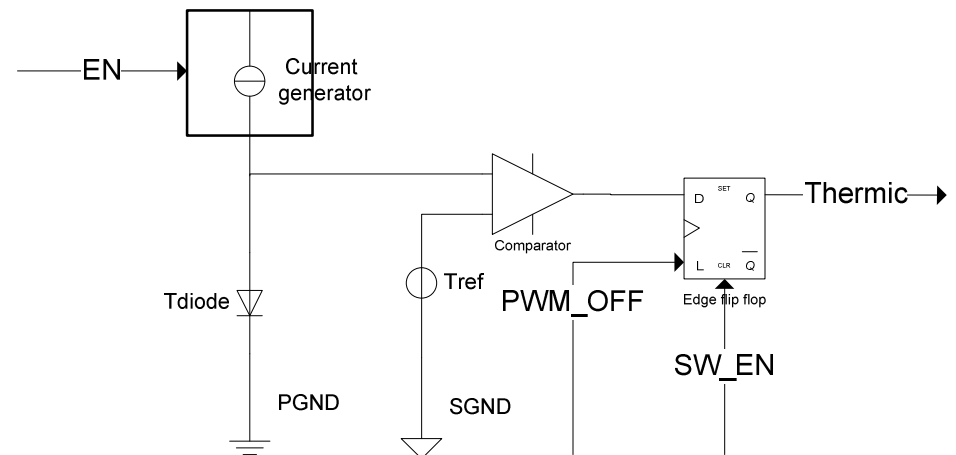 EN
Current
generator
Comparator
D SET Q
L CLR Q
Edge flip flop
Thermic
Tdiode
Tref
PWM_OFF
SW_EN
PGND
SGND